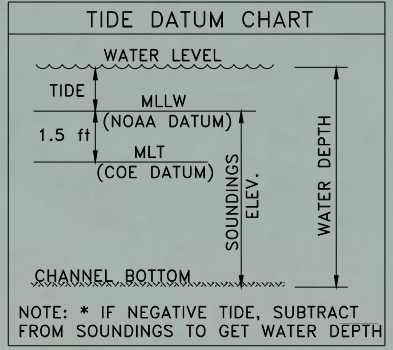 TIDE DATUM CHART
WATER LEVEL
TIDE
MLLW
(NOAA DATUM)
1.5 ft
MLT
(COE DATUM)
SOUNDINGS
ELEV.
WATER DEPTH
CHANNEL BOTTOM
NOTE: * IF NEGATIVE TIDE, SUBTRACT
FROM SOUNDINGS TO GET WATER DEPTH